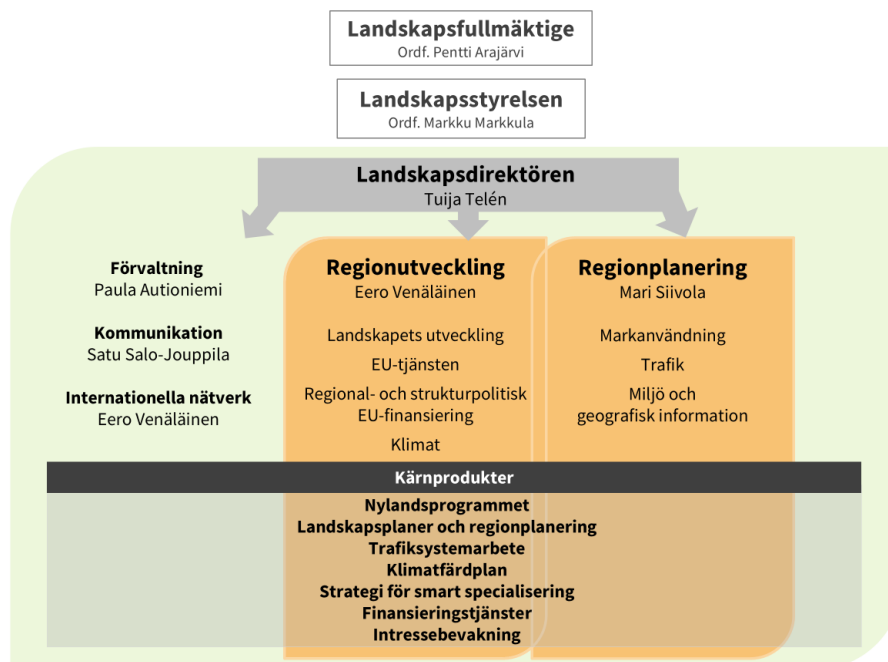 Landskapsfullmäktige
Ordf. Pentti Arajärvi
Landskapsstyrelsen
Ordf. Markku Markkula
Landskapsdirektören
Tuija Telén
Förvaltning
Paula Autioniemi
Kommunikation
Satu Salo-Jouppila
Internationella nätverk
Eero Venäläinen
Regionutveckling
Eero Venäläinen
Landskapets utveckling
EU-tjänsten
Regional- och strukturpolitisk
EU-finansiering
Klimat
Regionplanering
Mari Siivola
Markanvändning
Trafik
Miljö och
geografisk information
Kärnprodukter
Nylandsprogrammet
Landskapsplaner och regionplanering
Trafiksystemarbete
Klimatfärdplan
Strategi för smart specialisering
Finansieringstjänster
Intressebevakning